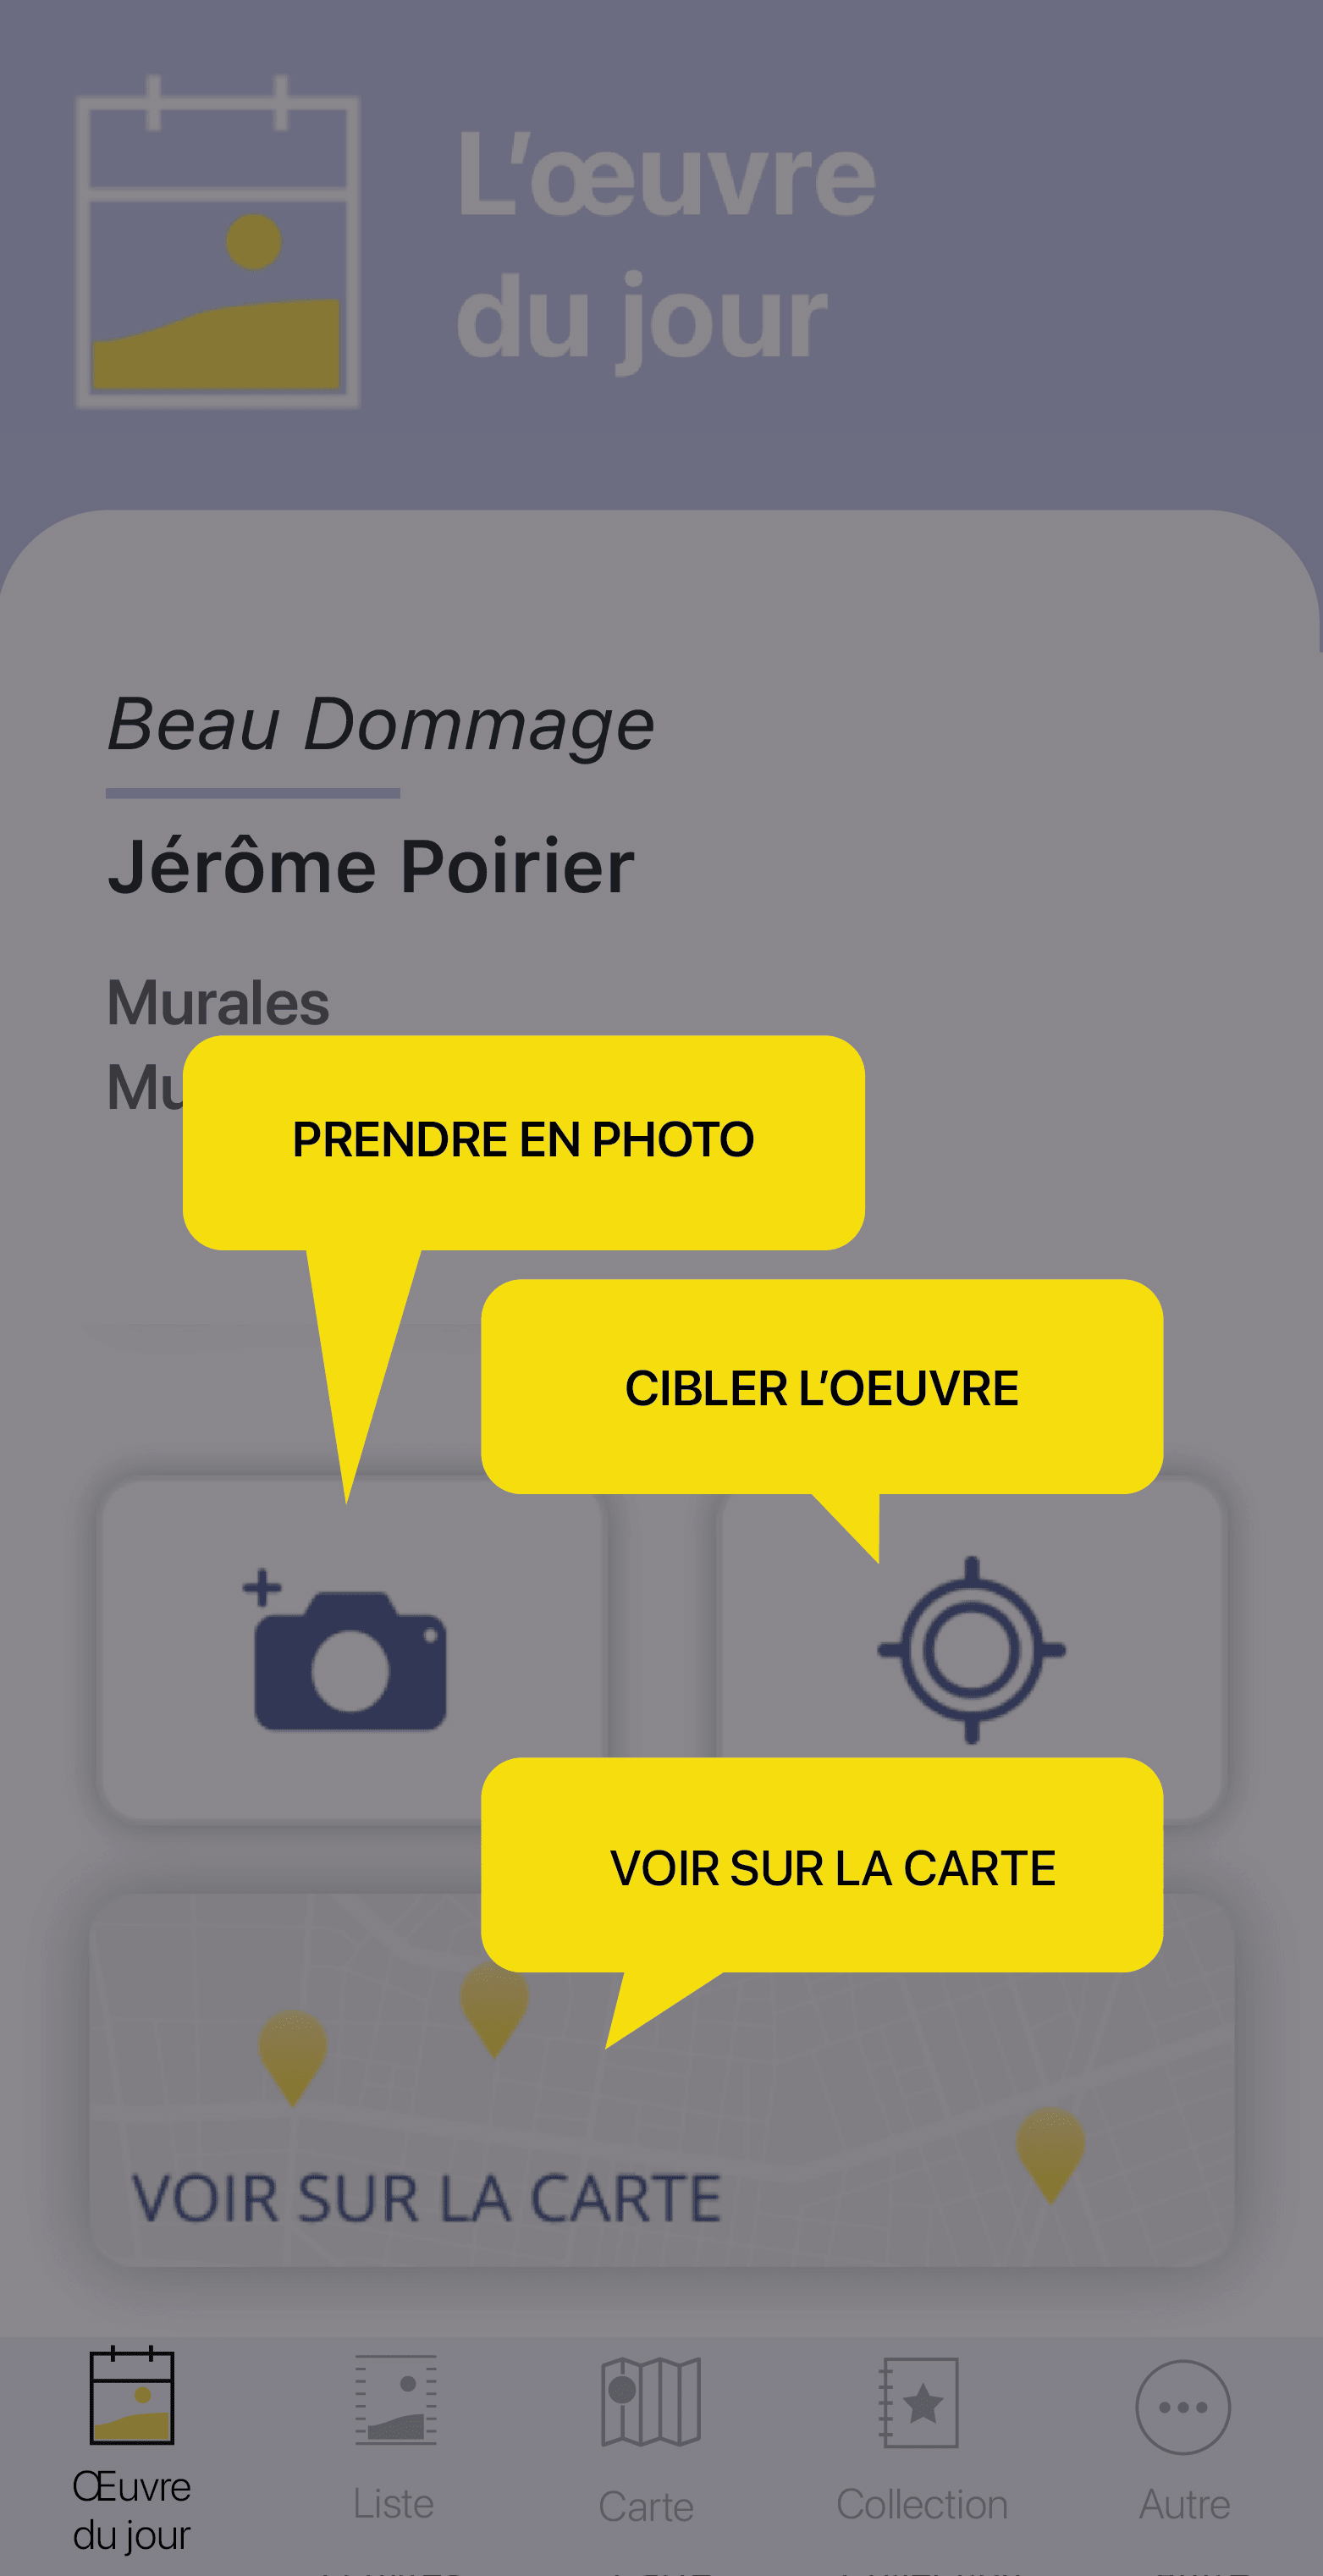 L’œuvre
du jour
Beau Dommage
Jérôme Poirier
Murales
PRENDRE EN PHOTO
CIBLER L’OEUVRE
VOIR SUR LA CARTE
VOIR SUR LA CARTE
Œuvre
du jour
Liste
Carte
Collection
Autre